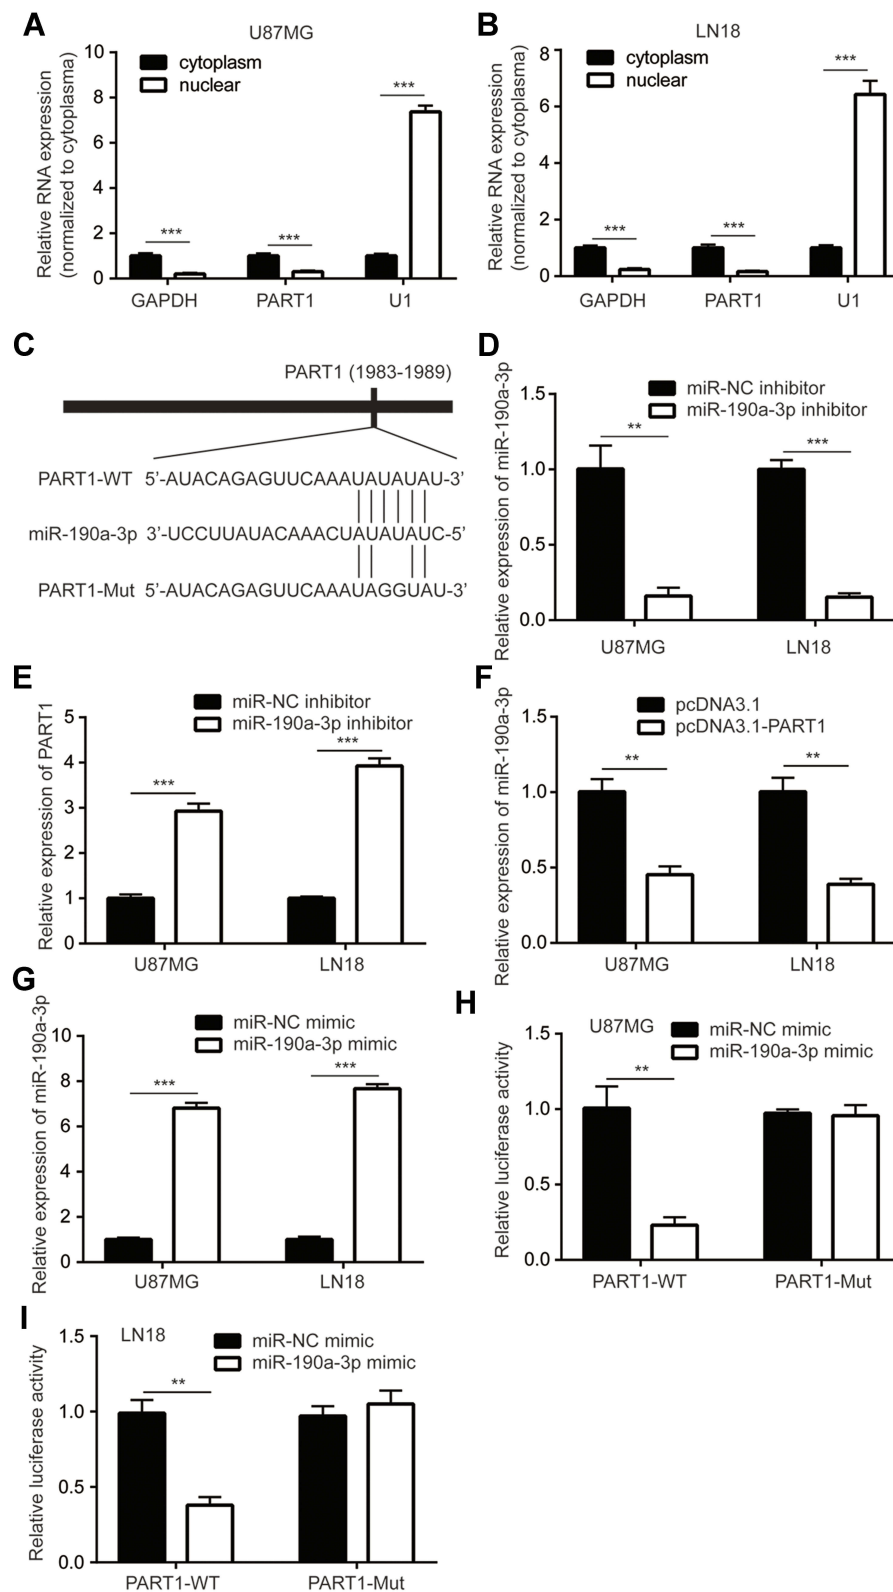 A
U87MG
Relative RNA expression
(normalized to cytoplasma)
10
8
6
4
2
0
cytoplasm
nuclear
***
***
***
GAPDH
PART1
U1
B
LN18
Relative RNA expression
(normalized to cytoplasma)
8
6
4
2
0
cytoplasm
nuclear
***
***
***
GAPDH
PART1
U1
C
PART1 (1983-1989)
PART1-WT 5'-AUACAGAGUUCAAAUAUAUAU-3'
miR-190a-3p 3'-UCCUUAUACAAACUAUAUAUC-5'
PART1-Mut 5'-AUACAGAGUUCAAAUAGGUAU-3'
D
Relative expression of miR-190a-3p
1.5
1.0
0.5
0.0
miR-NC inhibitor
miR-190a-3p inhibitor
**
***
U87MG
LN18
E
Relative expression of PART1
5
4
3
2
1
0
miR-NC inhibitor
miR-190a-3p inhibitor
***
***
U87MG
LN18
F
Relative expression of miR-190a-3p
1.5
1.0
0.5
0.0
pcDNA3.1
pcDNA3.1-PART1
**
**
U87MG
LN18
G
Relative expression of miR-190a-3p
10
8
6
4
2
0
miR-NC mimic
miR-190a-3p mimic
***
***
U87MG
LN18
H
Relative luciferase activity
1.5
1.0
0.5
0.0
U87MG
miR-NC mimic
miR-190a-3p mimic
**
PART1-WT
PART1-Mut
I
Relative luciferase activity
1.5
1.0
0.5
0.0
LN18
miR-NC mimic
miR-190a-3p mimic
**
PART1-WT
PART1-Mut